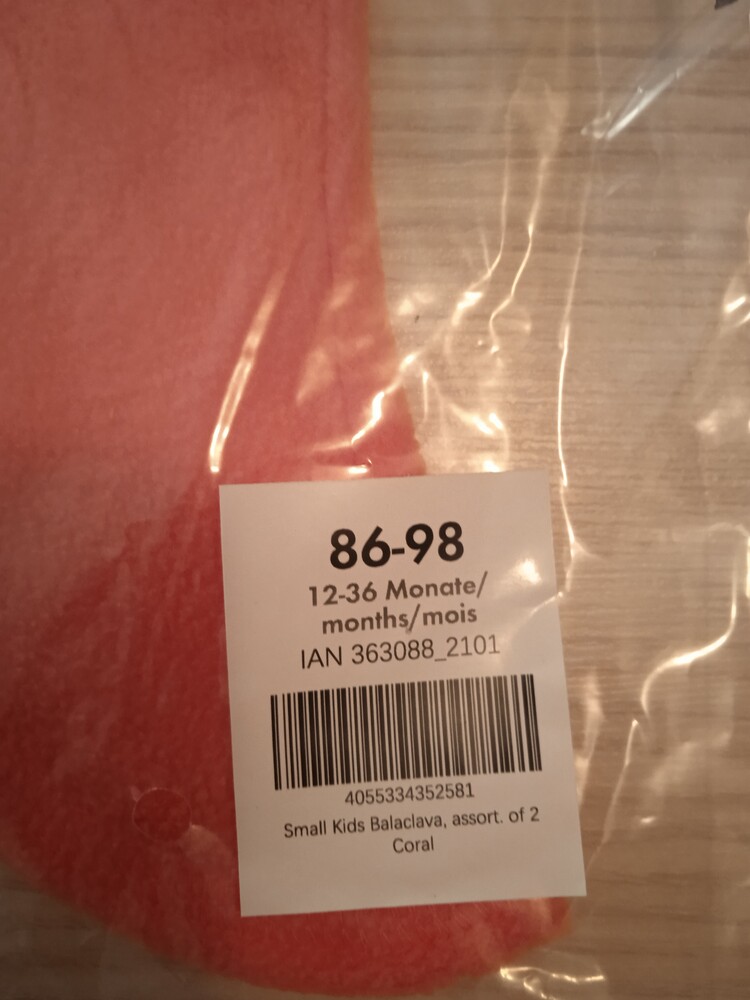 86-98
12-36 Monate/
months/mois
IAN 363088_2101
4055334352581
Small Kids Balaclava, assort. of 2
Coral